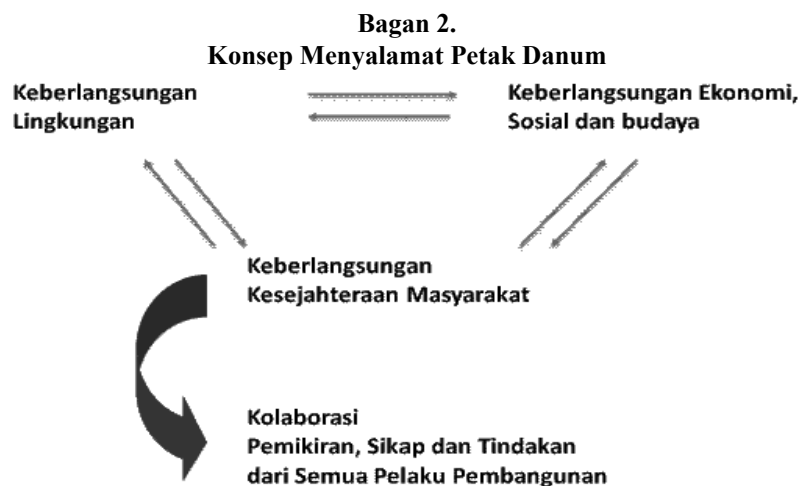 Bagan 2.
Konsep Menyalamat Petak Danum
Keberlangsungan
Lingkungan
Keberlangsungan Ekonomi,
Sosial dan budaya
Keberlangsungan
Kesejahteraan Masyarakat
Kolaborasi
Pemikiran, Sikap dan Tindakan
dari Semua Pelaku Pembangunan